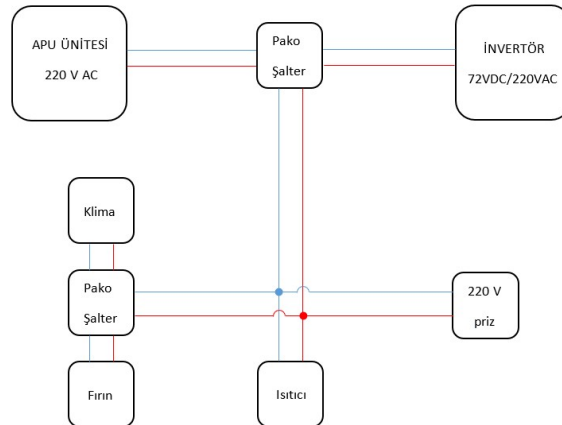 APU ÜNİTESİ
220 V AC
Pako
Şalter
İNVERTÖR
72VDC/220VAC
Klima
Pako
Şalter
220 V
priz
Fırın
Isıtıcı